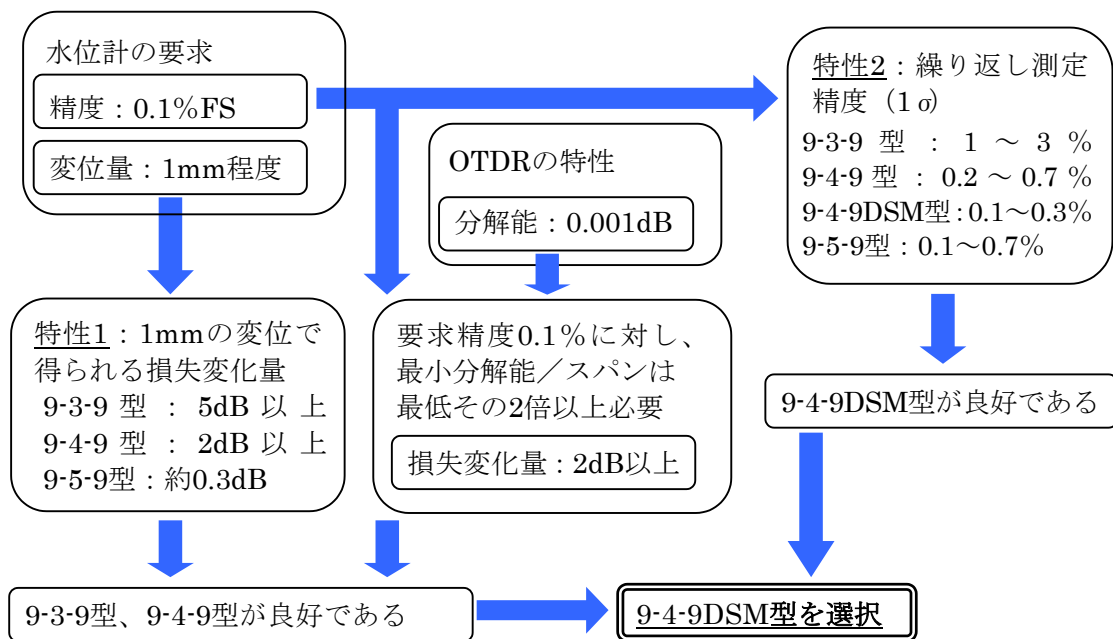 水位計の要求
精度：0.1%FS
変位量：1mm程度
OTDRの特性
分解能：0.001dB
特性2：繰り返し測定
精度（1σ）
9-3-9 型 ： 1 ～ 3 %
9-4-9 型 ： 0.2 ～ 0.7 %
9-4-9DSM型：0.1～0.3%
9-5-9型：0.1～0.7%
特性1：1mmの変位で
得られる損失変化量
9-3-9 型 ： 5dB 以 上
9-4-9 型 ： 2dB 以 上
9-5-9型：約0.3dB
要求精度0.1％に対し、
最小分解能／スパンは
最低その2倍以上必要
損失変化量：2dB以上
9-4-9DSM型が良好である
9-3-9型、9-4-9型が良好である
9-4-9DSM型を選択